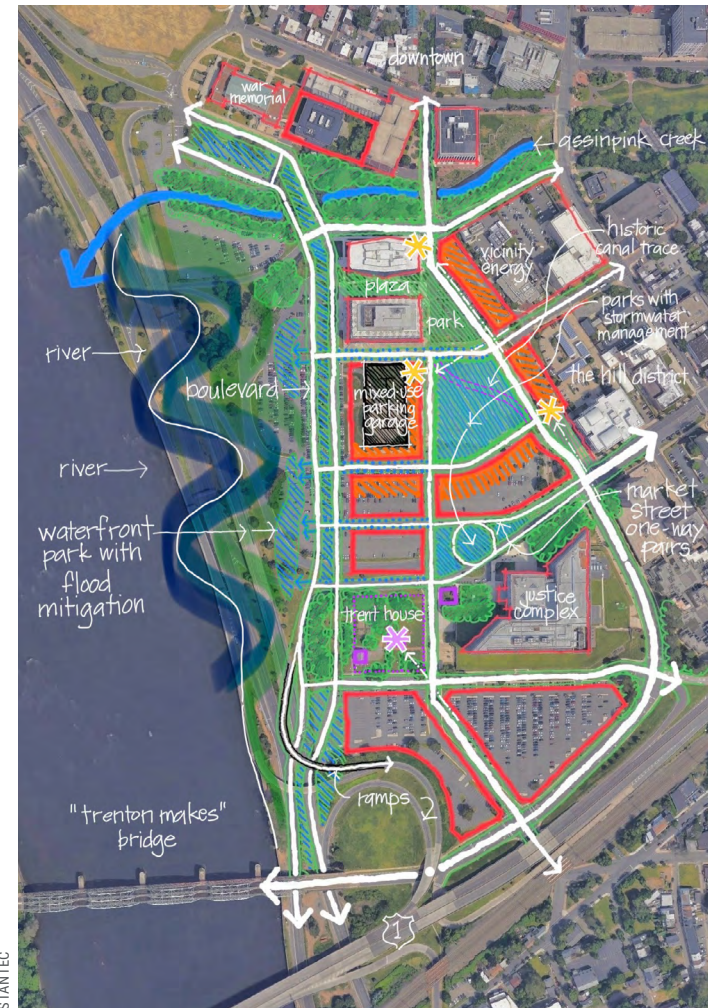 downtown
war
memorial
assinpink creek
historic
canal trace
vicinity
energy
plaza
park
parks with
stormwater
management
river
boulevard
mixed-use
parking
garage
the hill district
river
market
street
one-way
pairs
waterfront
park with
flood
mitigation
justice
complex
trent house
ramps
2
"trenton makes"
bridge
1
STANTEC